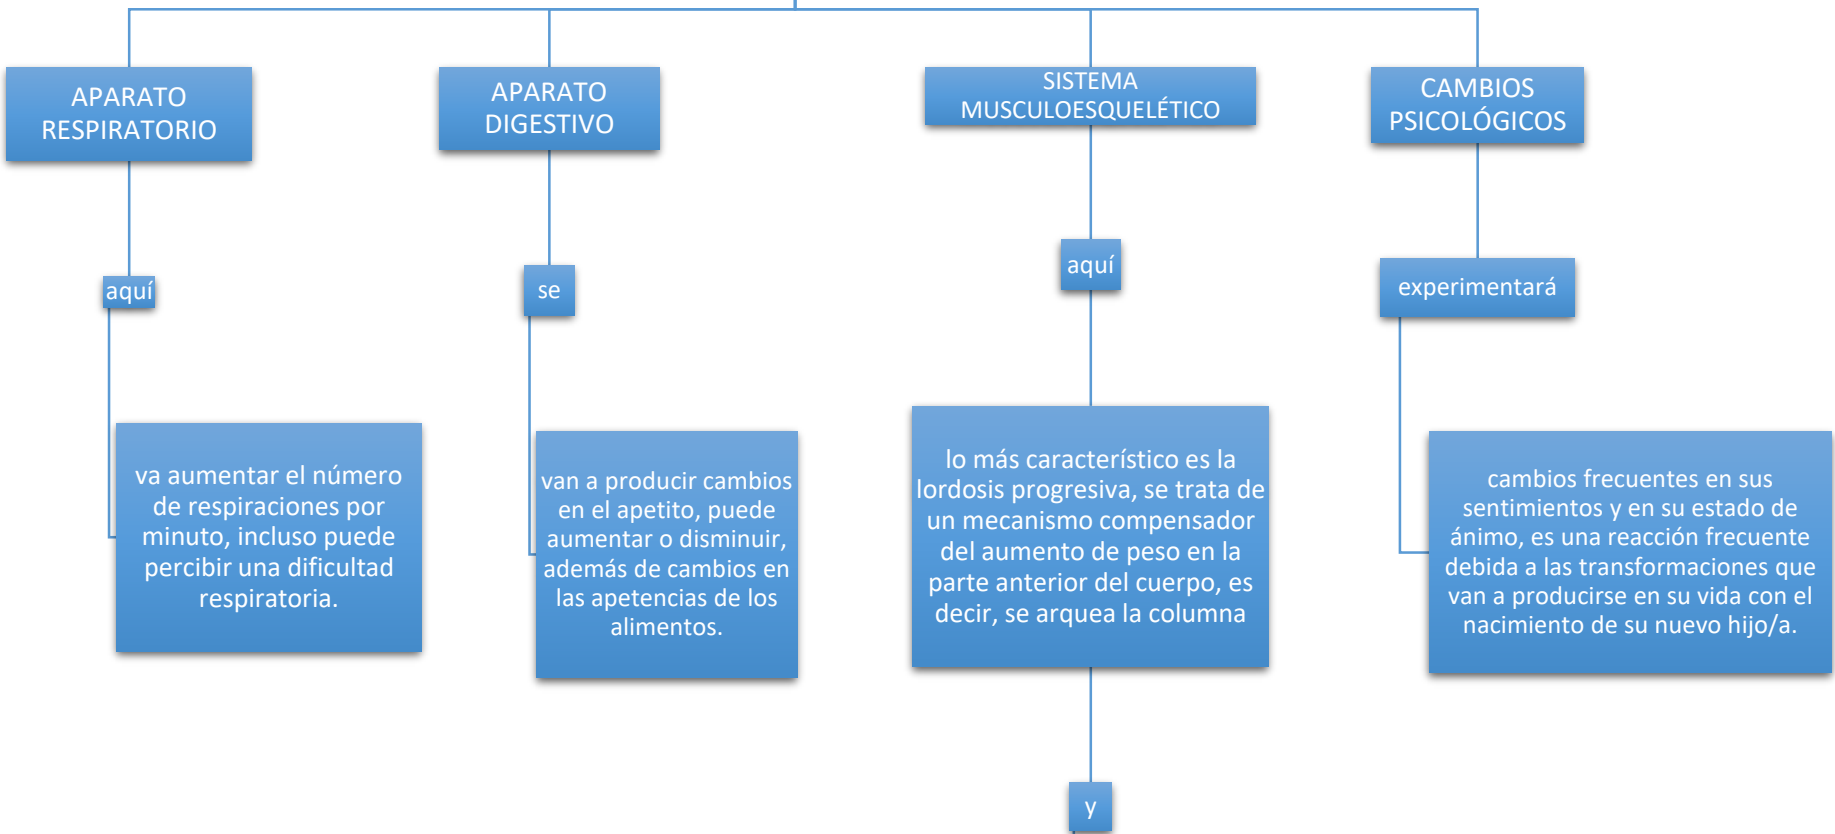 APARATO
RESPIRATORIO
aquí
va aumentar el número
de respiraciones por
minuto, incluso puede
percibir una dificultad
respiratoria.
APARATO
DIGESTIVO
se
van a producir cambios
en el apetito, puede
aumentar o disminuir,
además de cambios en
las apetencias de los
alimentos.
SISTEMA
MUSCULOESQUELÉTICO
aquí
lo más característico es la
lordosis progresiva, se trata de
un mecanismo compensador
del aumento de peso en la
parte anterior del cuerpo, es
decir, se arquea la columna
y
CAMBIOS
PSICOLÓGICOS
experimentará
cambios frecuentes en sus
sentimientos y en su estado de
ánimo, es una reacción frecuente
debida a las transformaciones que
van a producirse en su vida con el
nacimiento de su nuevo hijo/a.